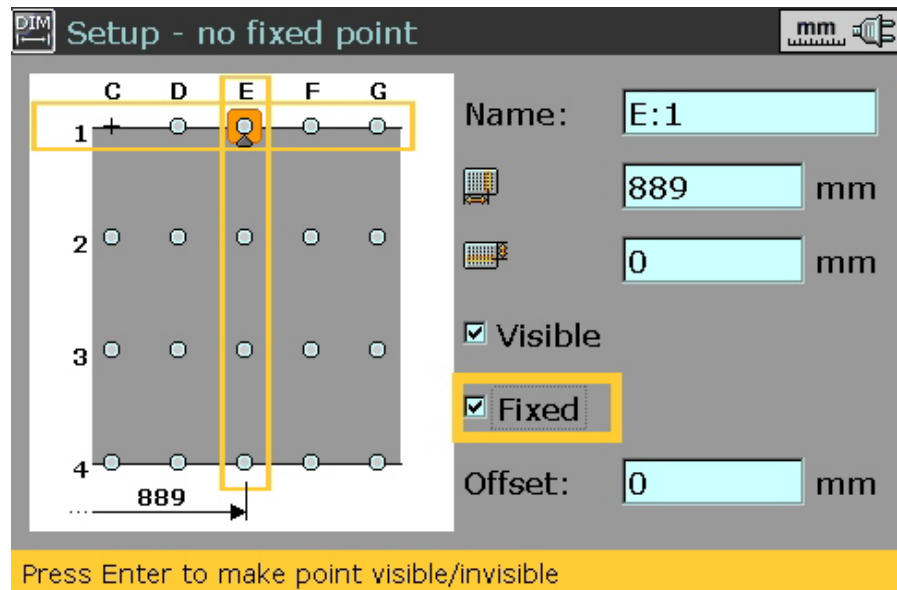 DIM Setup - no fixed point mm
C D E F G
1
2
3
4
889
...
Name: E:1
889 mm
0 mm
Visible
Fixed
Offset: 0 mm
Press Enter to make point visible/invisible